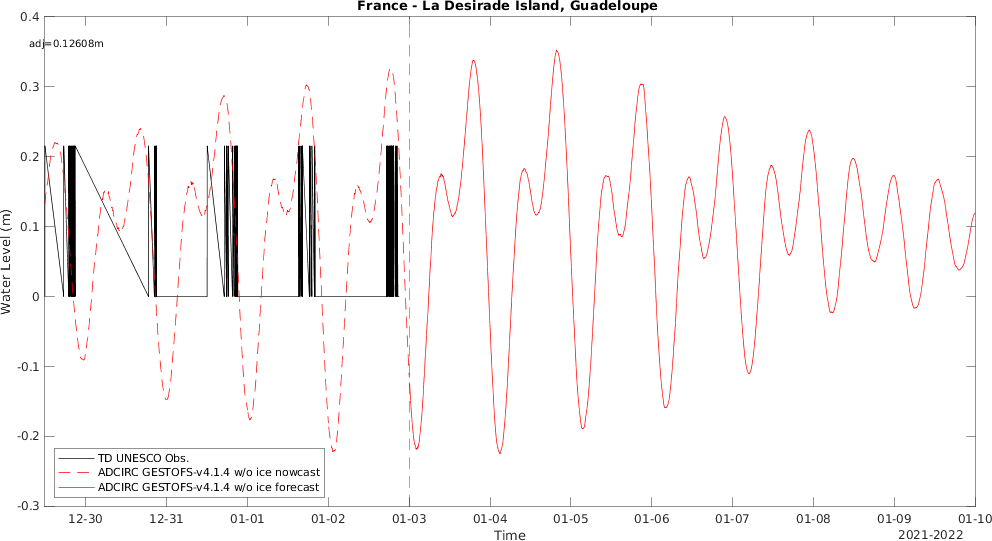 France - La Desirade Island, Guadeloupe
adj=0.12608m
0.4
0.3
0.2
0.1
0
-0.1
-0.2
-0.3
Water Level (m)
TD UNESCO Obs.
ADCIRC GESTOFS-v4.1.4 w/o ice nowcast
ADCIRC GESTOFS-v4.1.4 w/o ice forecast
12-30 12-31 01-01 01-02 01-03 01-04 01-05 01-06 01-07 01-08 01-09 01-10
Time
2021-2022